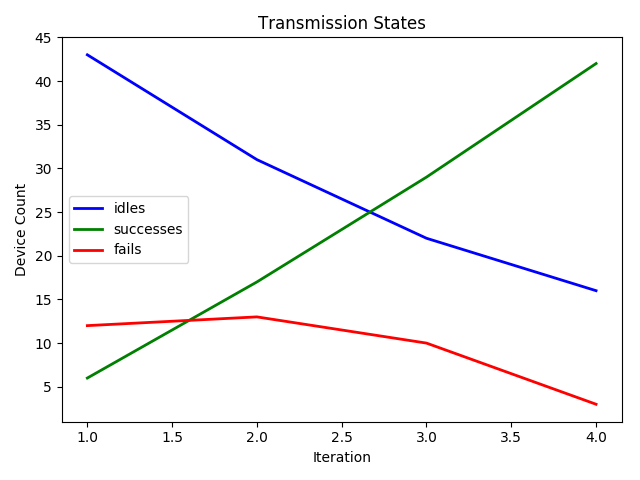 Transmission States
Device Count
45
40
35
30
25
20
15
10
5
idles
successes
fails
1.0 1.5 2.0 2.5 3.0 3.5 4.0
Iteration